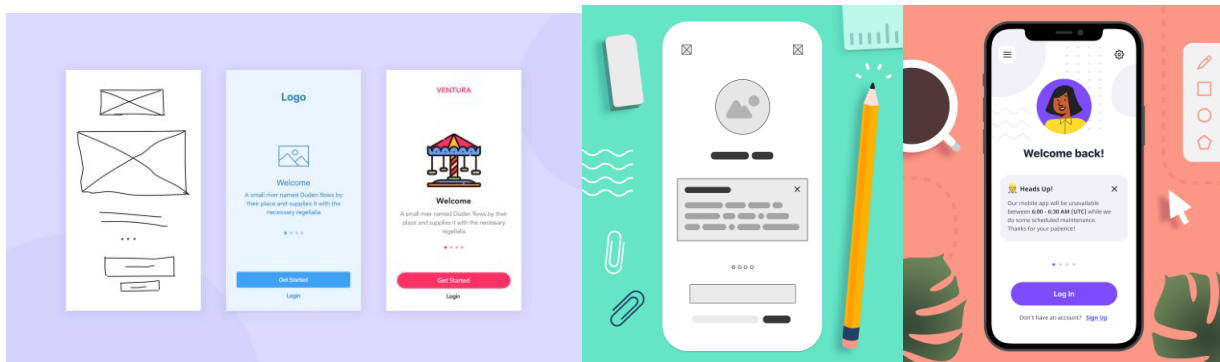 Logo
Welcome
A small river named Duden flows by
their place and supplies it with the
necessary regelialia
Get Started
Login
VENTURA
Welcome
A small river named Duden flows by their
place and supplies it with the necessary
regelialia
Get Started
Login
Welcome back!
Heads Up!
Our mobile app will be unavailable
between 6:00 - 6:30 AM (UTC) while we
do some scheduled maintenance.
Thanks for your patience!
Log In
Don't have an account? Sign Up